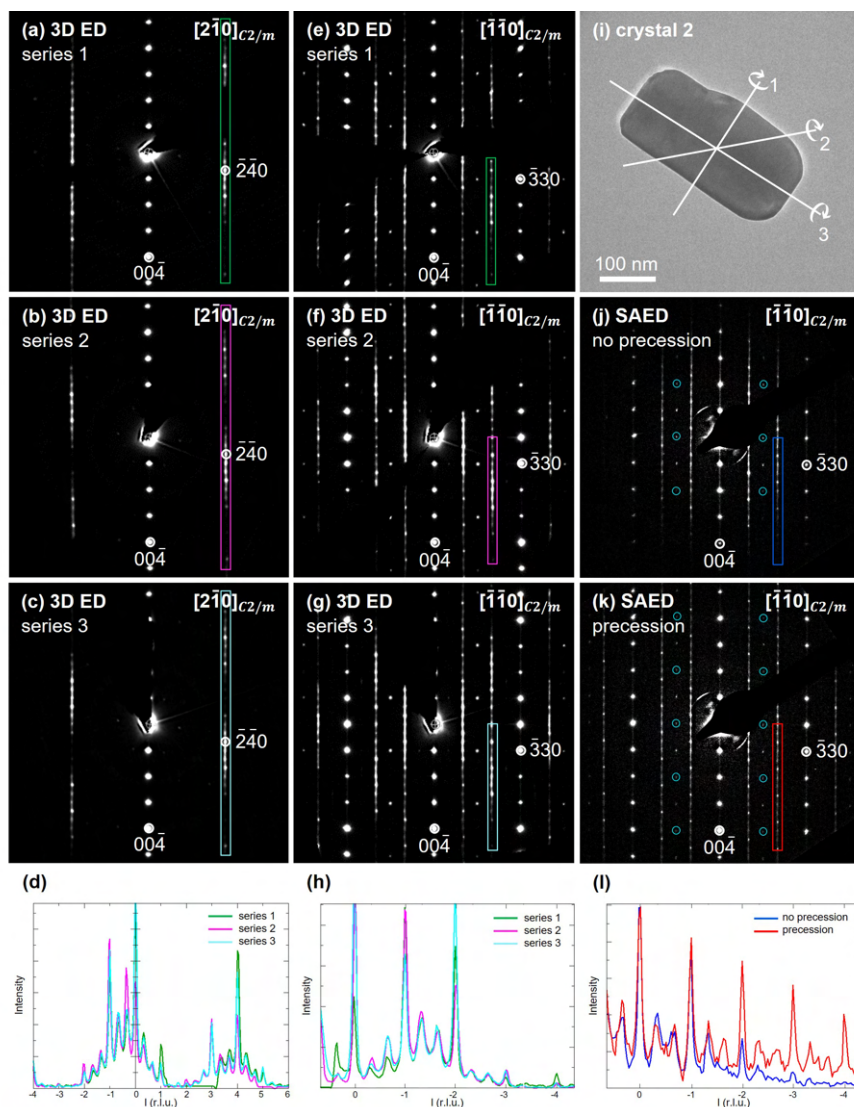 (a) 3D ED [2̄1̄0]C2/m
series 1
2̄2̄40
004̄
(e) 3D ED [1̄1̄0]C2/m
series 1
3̄30
004̄
(i) crystal 2
1
2
3
100 nm
(b) 3D ED [21̄0]C2/m
series 2
2̄4̄0
004̄
(f) 3D ED [1̄1̄0]C2/m
series 2
3̄30
004̄
(j) SAED [1̄1̄0]C2/m
no precession
3̄30
004̄
(c) 3D ED [21̄0]C2/m
series 3
2̄4̄0
004̄
(g) 3D ED [1̄1̄0]C2/m
series 3
3̄30
004̄
(k) SAED [1̄1̄0]C2/m
precession
3̄30
004̄
(d)
series 1
series 2
series 3
Intensity
-4 -3 -2 -1 0 1 2 3 4 5 6
l (r.l.u.)
(h)
series 1
series 2
series 3
Intensity
0 -1 -2 -3 -4
l (r.l.u.)
(l)
no precession
precession
Intensity
0 -1 -2 -3 -4
l (r.l.u.)